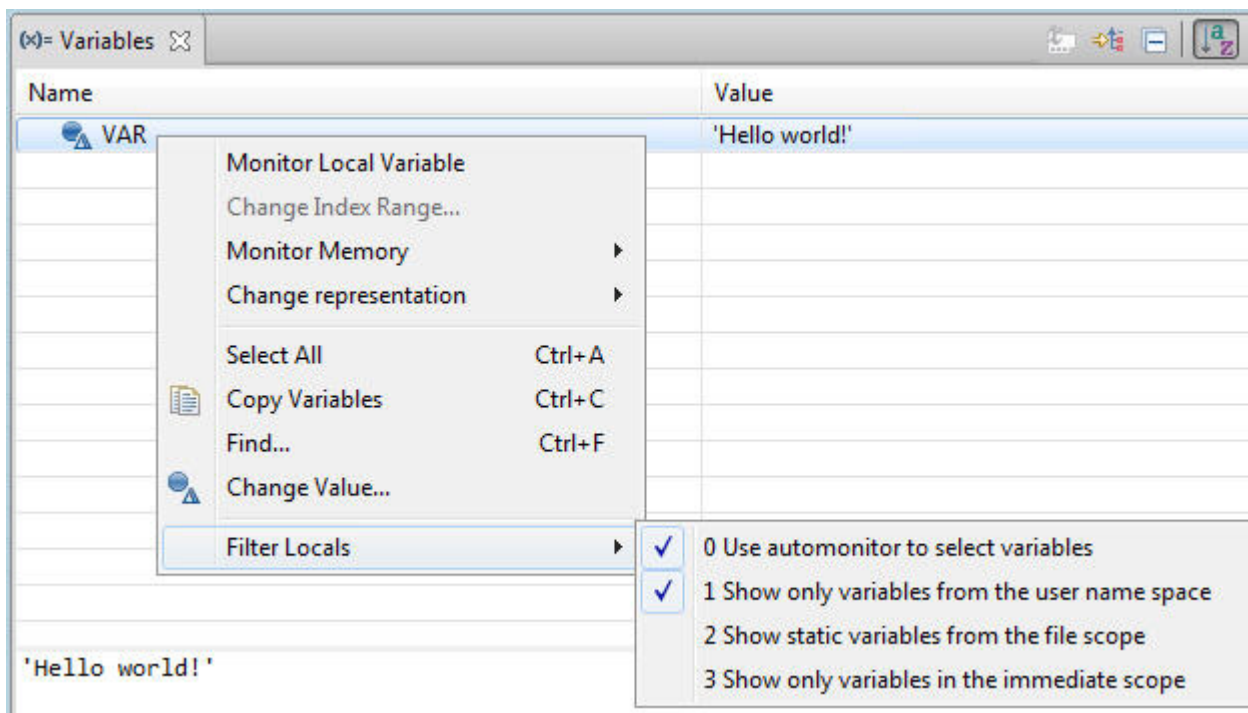 (x)= Variables
Name Value
VAR 'Hello world!'
Monitor Local Variable
Change Index Range...
Monitor Memory
Change representation
Select All Ctrl+A
Copy Variables Ctrl+C
Find... Ctrl+F
Change Value...
Filter Locals
0 Use automonitor to select variables
1 Show only variables from the user name space
2 Show static variables from the file scope
3 Show only variables in the immediate scope
'Hello world!'